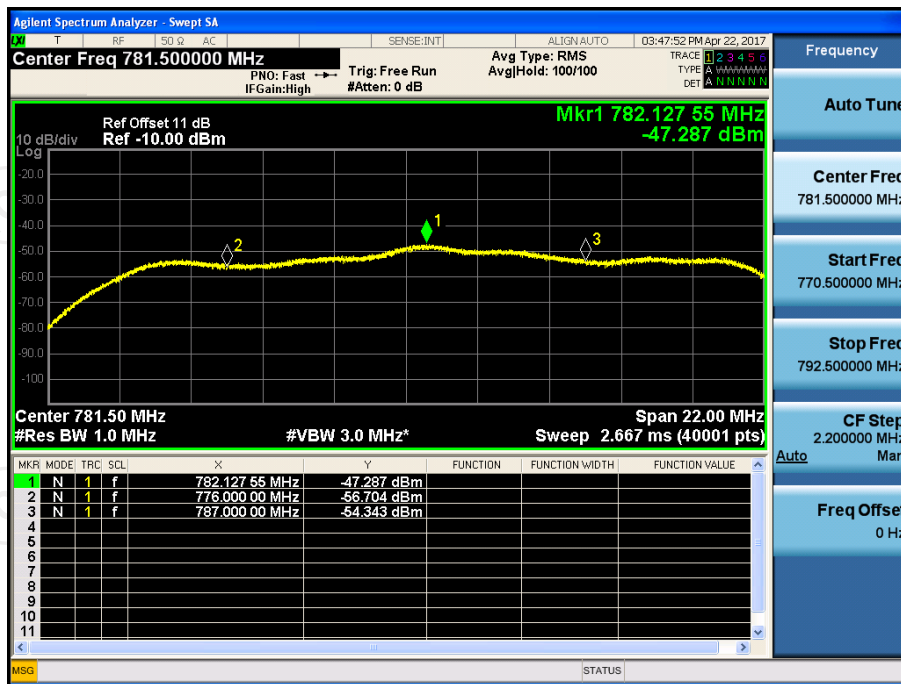 Agilent Spectrum Analyzer - Swept SA
LXI T RF 50 Ω AC SENSE:INT ALIGN AUTO 03:47:52 PM Apr 22, 2017
Center Freq 781.500000 MHz
PNO: Fast
IFGain:High
Trig: Free Run
#Atten: 0 dB
Avg Type: RMS
Avg|Hold: 100/100
TRACE 1 2 3 4 5 6
TYPE A WWWWW
DET A N N N N N
Ref Offset 11 dB
Ref -10.00 dBm
10 dB/div
Log
Mkr1 782.127 55 MHz
-47.287 dBm
-20.0
-30.0
-40.0
-50.0
-60.0
-70.0
-80.0
-90.0
-100
1
2
3
Center 781.50 MHz Span 22.00 MHz
#Res BW 1.0 MHz #VBW 3.0 MHz* Sweep 2.667 ms (40001 pts)
MKR MODE TRC SCL X Y FUNCTION FUNCTION WIDTH FUNCTION VALUE
1 N 1 f 782.127 55 MHz -47.287 dBm
2 N 1 f 776.000 00 MHz -56.704 dBm
3 N 1 f 787.000 00 MHz -54.343 dBm
4
5
6
7
8
9
10
11
MSG STATUS
Frequency
Auto Tune
Center Freq
781.500000 MHz
Start Freq
770.500000 MHz
Stop Freq
792.500000 MHz
CF Step
2.200000 MHz
Auto Man
Freq Offset
0 Hz